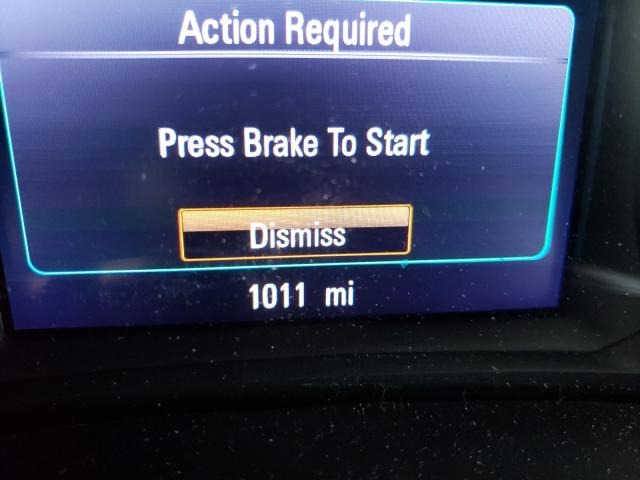 Action Required
Press Brake To Start
Dismiss
1011 mi